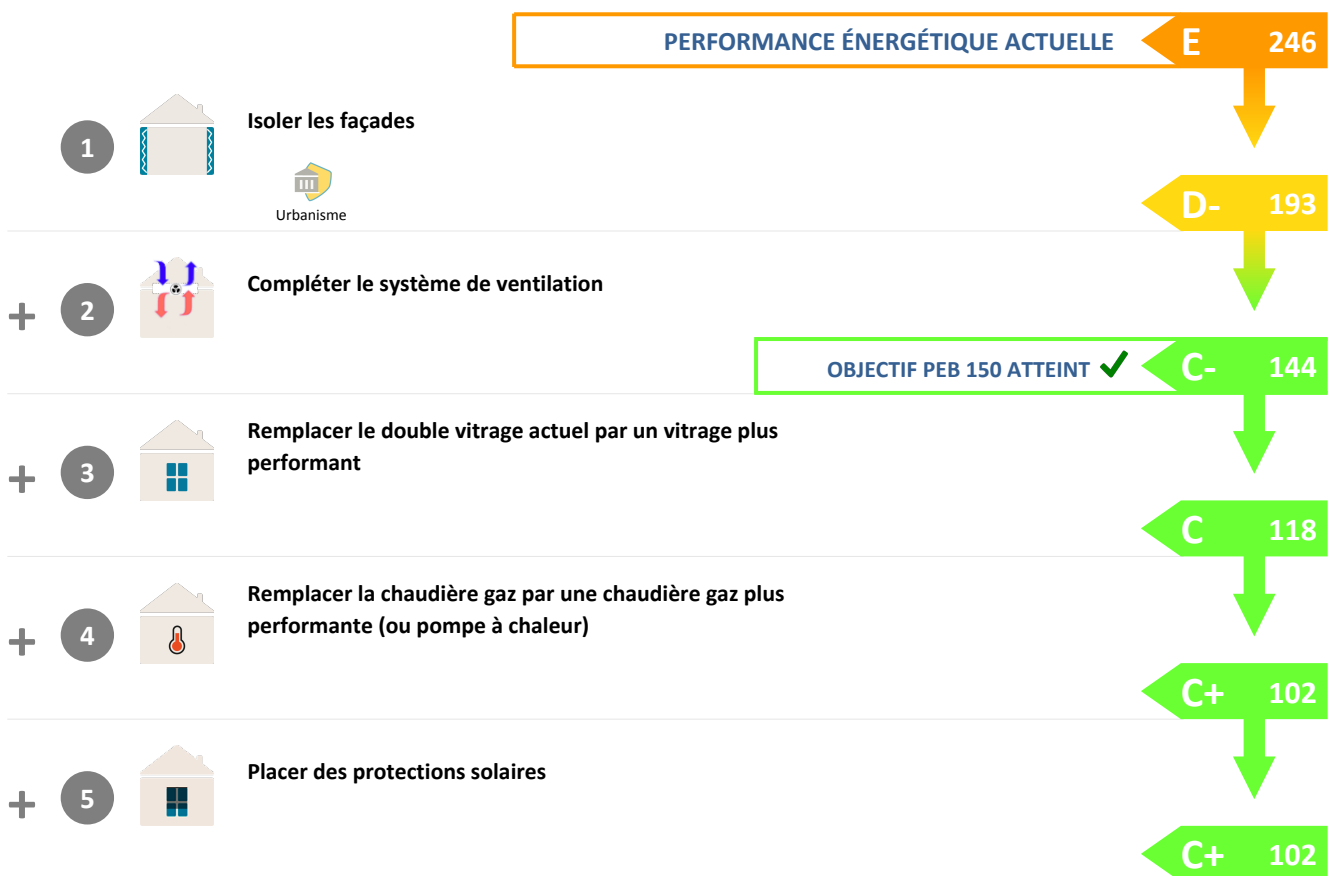 PERFORMANCE ÉNERGÉTIQUE ACTUELLE E 246
1 Isoler les façades
Urbanisme
D- 193
+ 2 Compléter le système de ventilation
OBJECTIF PEB 150 ATTEINT ✓ C- 144
+ 3 Remplacer le double vitrage actuel par un vitrage plus
performant
C 118
+ 4 Remplacer la chaudière gaz par une chaudière gaz plus
performante (ou pompe à chaleur)
C+ 102
+ 5 Placer des protections solaires
C+ 102